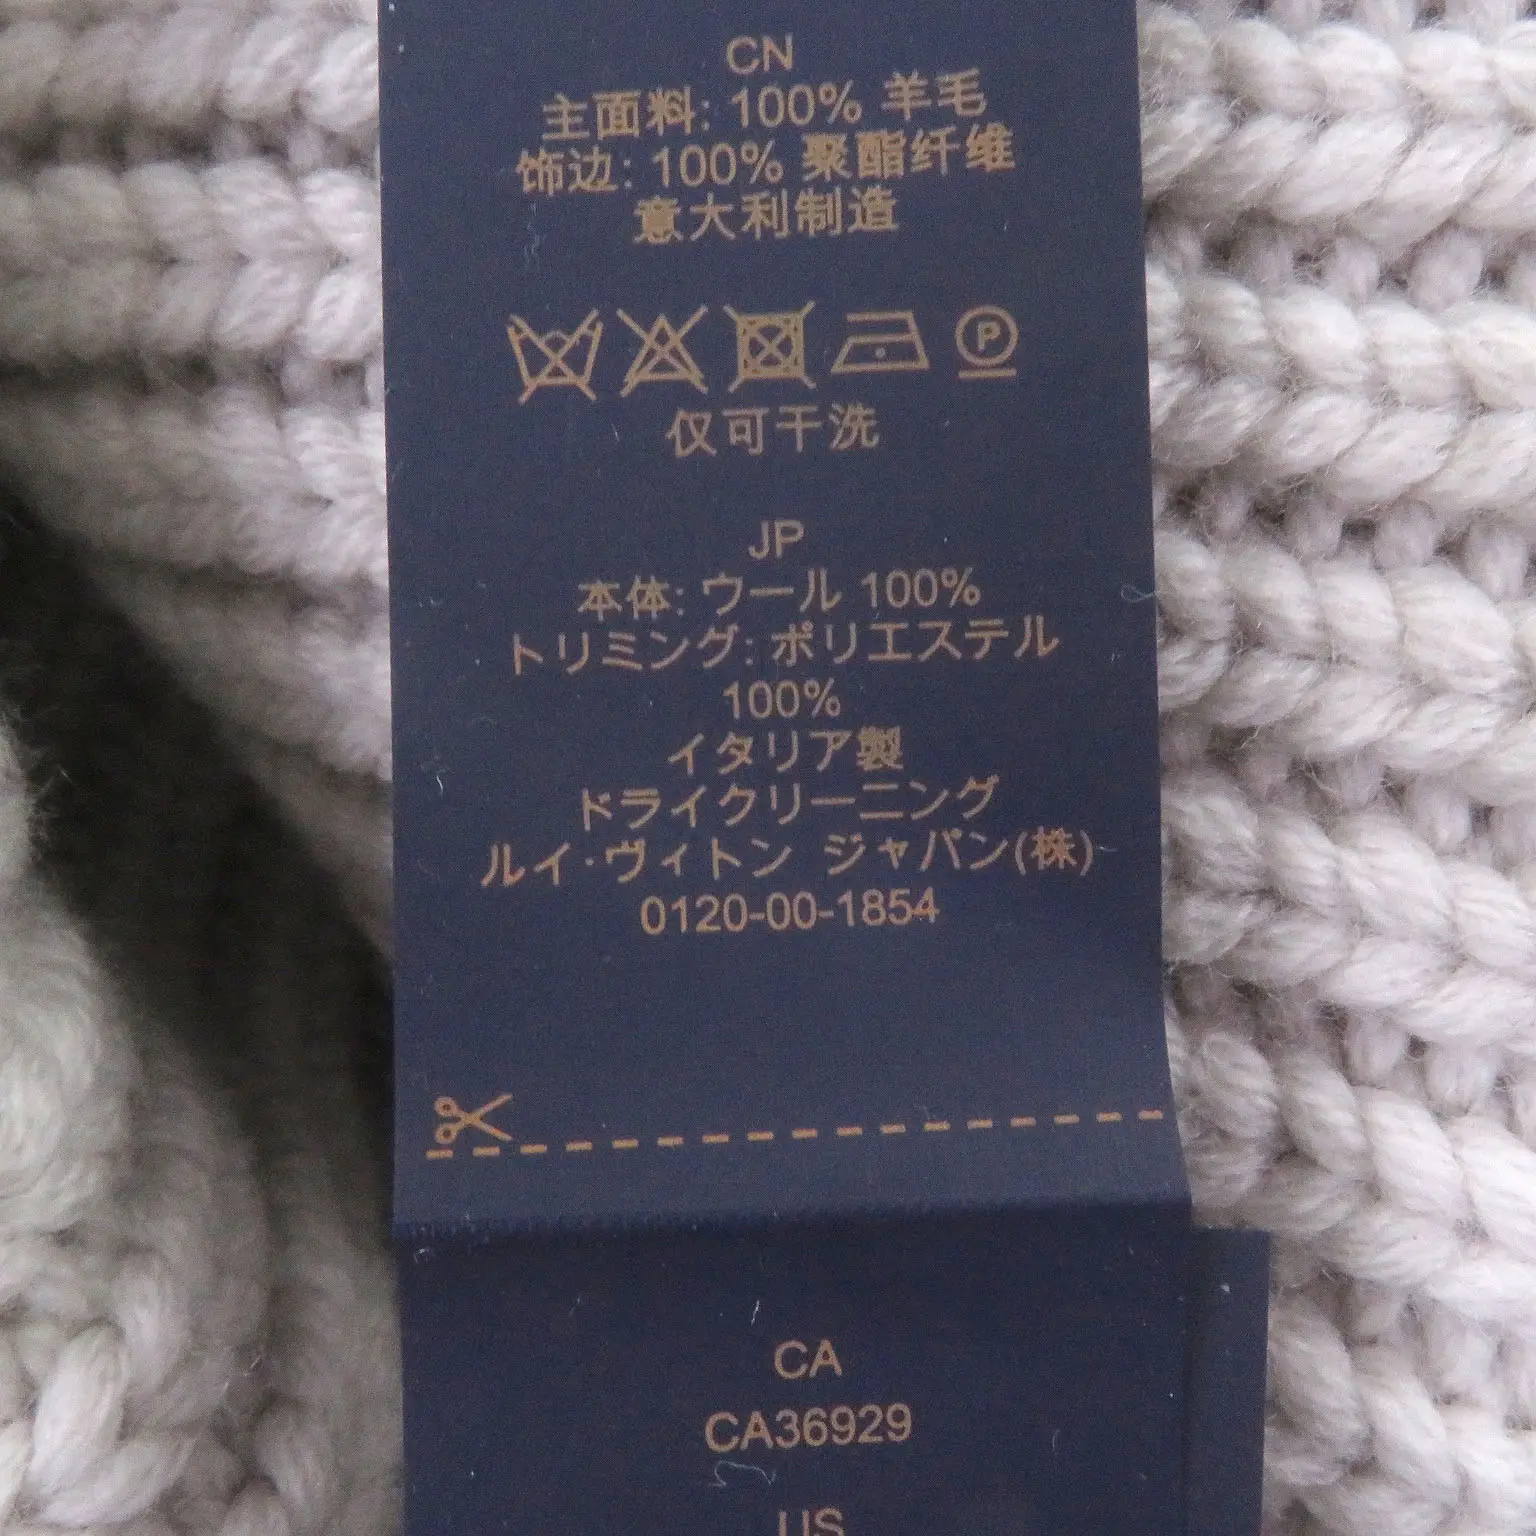 CN
主面料: 100% 羊毛
饰边: 100% 聚酯纤维
意大利制造
P
仅可干洗
JP
本体: ウール 100%
トリミング: ポリエステル
100%
イタリア製
ドライクリーニング
ルイ・ヴィトン ジャパン(株)
0120-00-1854
CA
CA36929
US